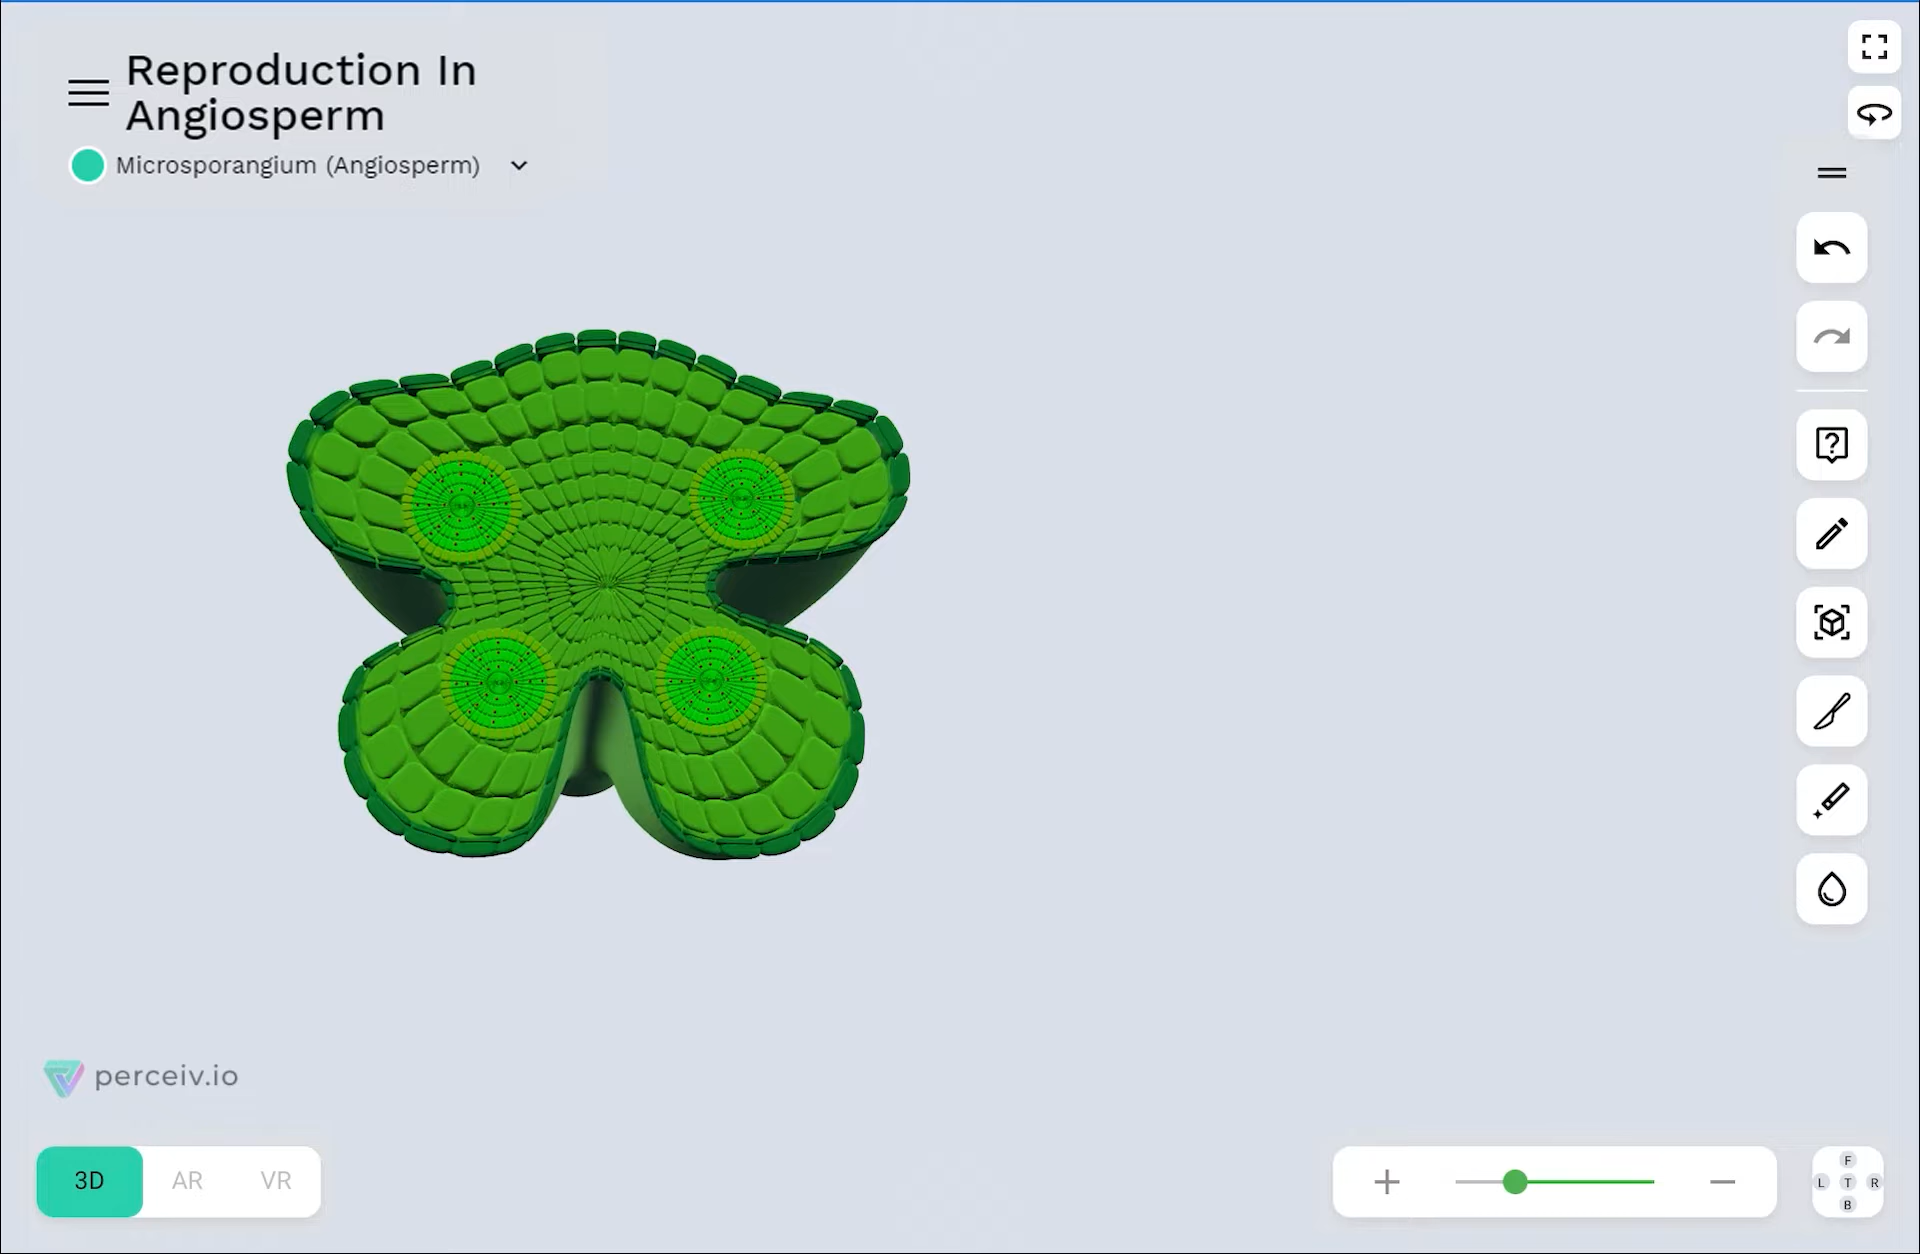 Reproduction In
Angiosperm
Microsporangium (Angiosperm)
perceiv.io
3D AR VR
F
L T R
B